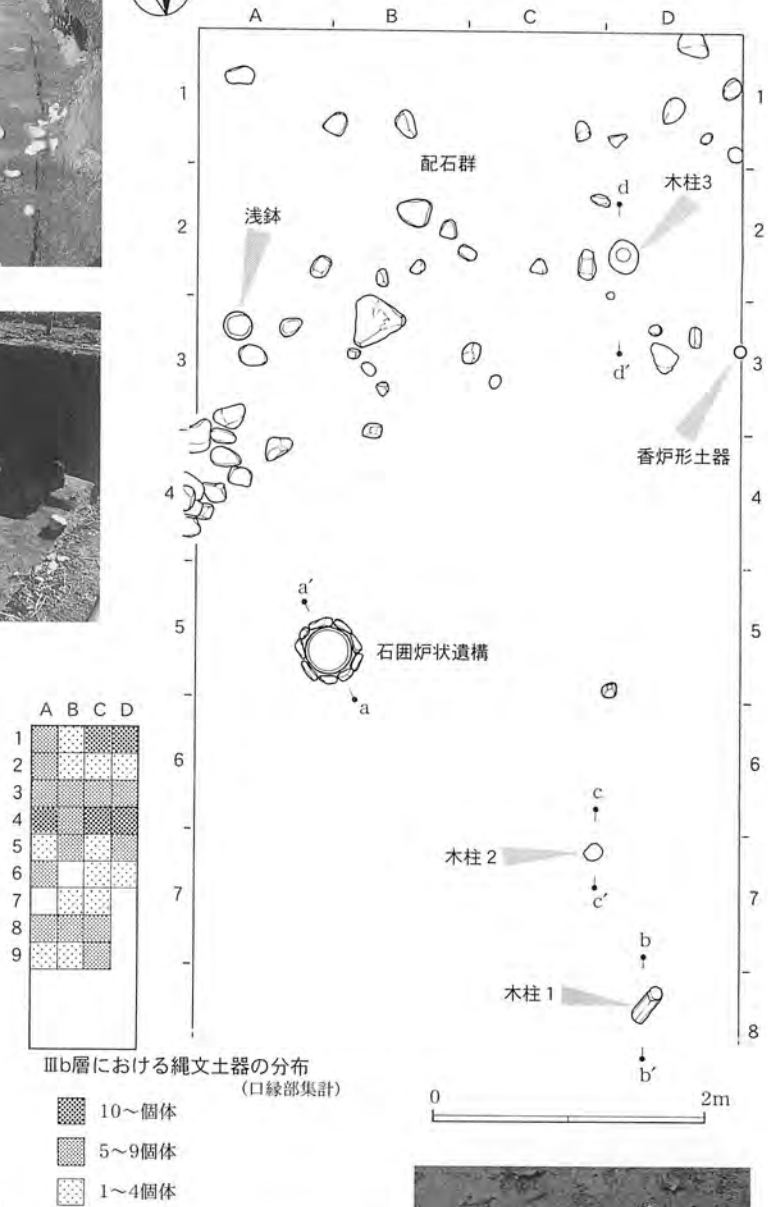 A B C D
1 1
配石群
木柱3
d
浅鉢
2 2
3 3
d′
香炉形土器
4 4
a′
5 5
石囲炉状遺構
a
6 6
c
木柱2
7 7
c′
b
木柱1
8
b′
0 2m
A B C D
1
2
3
4
5
6
7
8
9
Ⅲb層における縄文土器の分布
(口縁部集計)
10〜個体
5〜9個体
1〜4個体